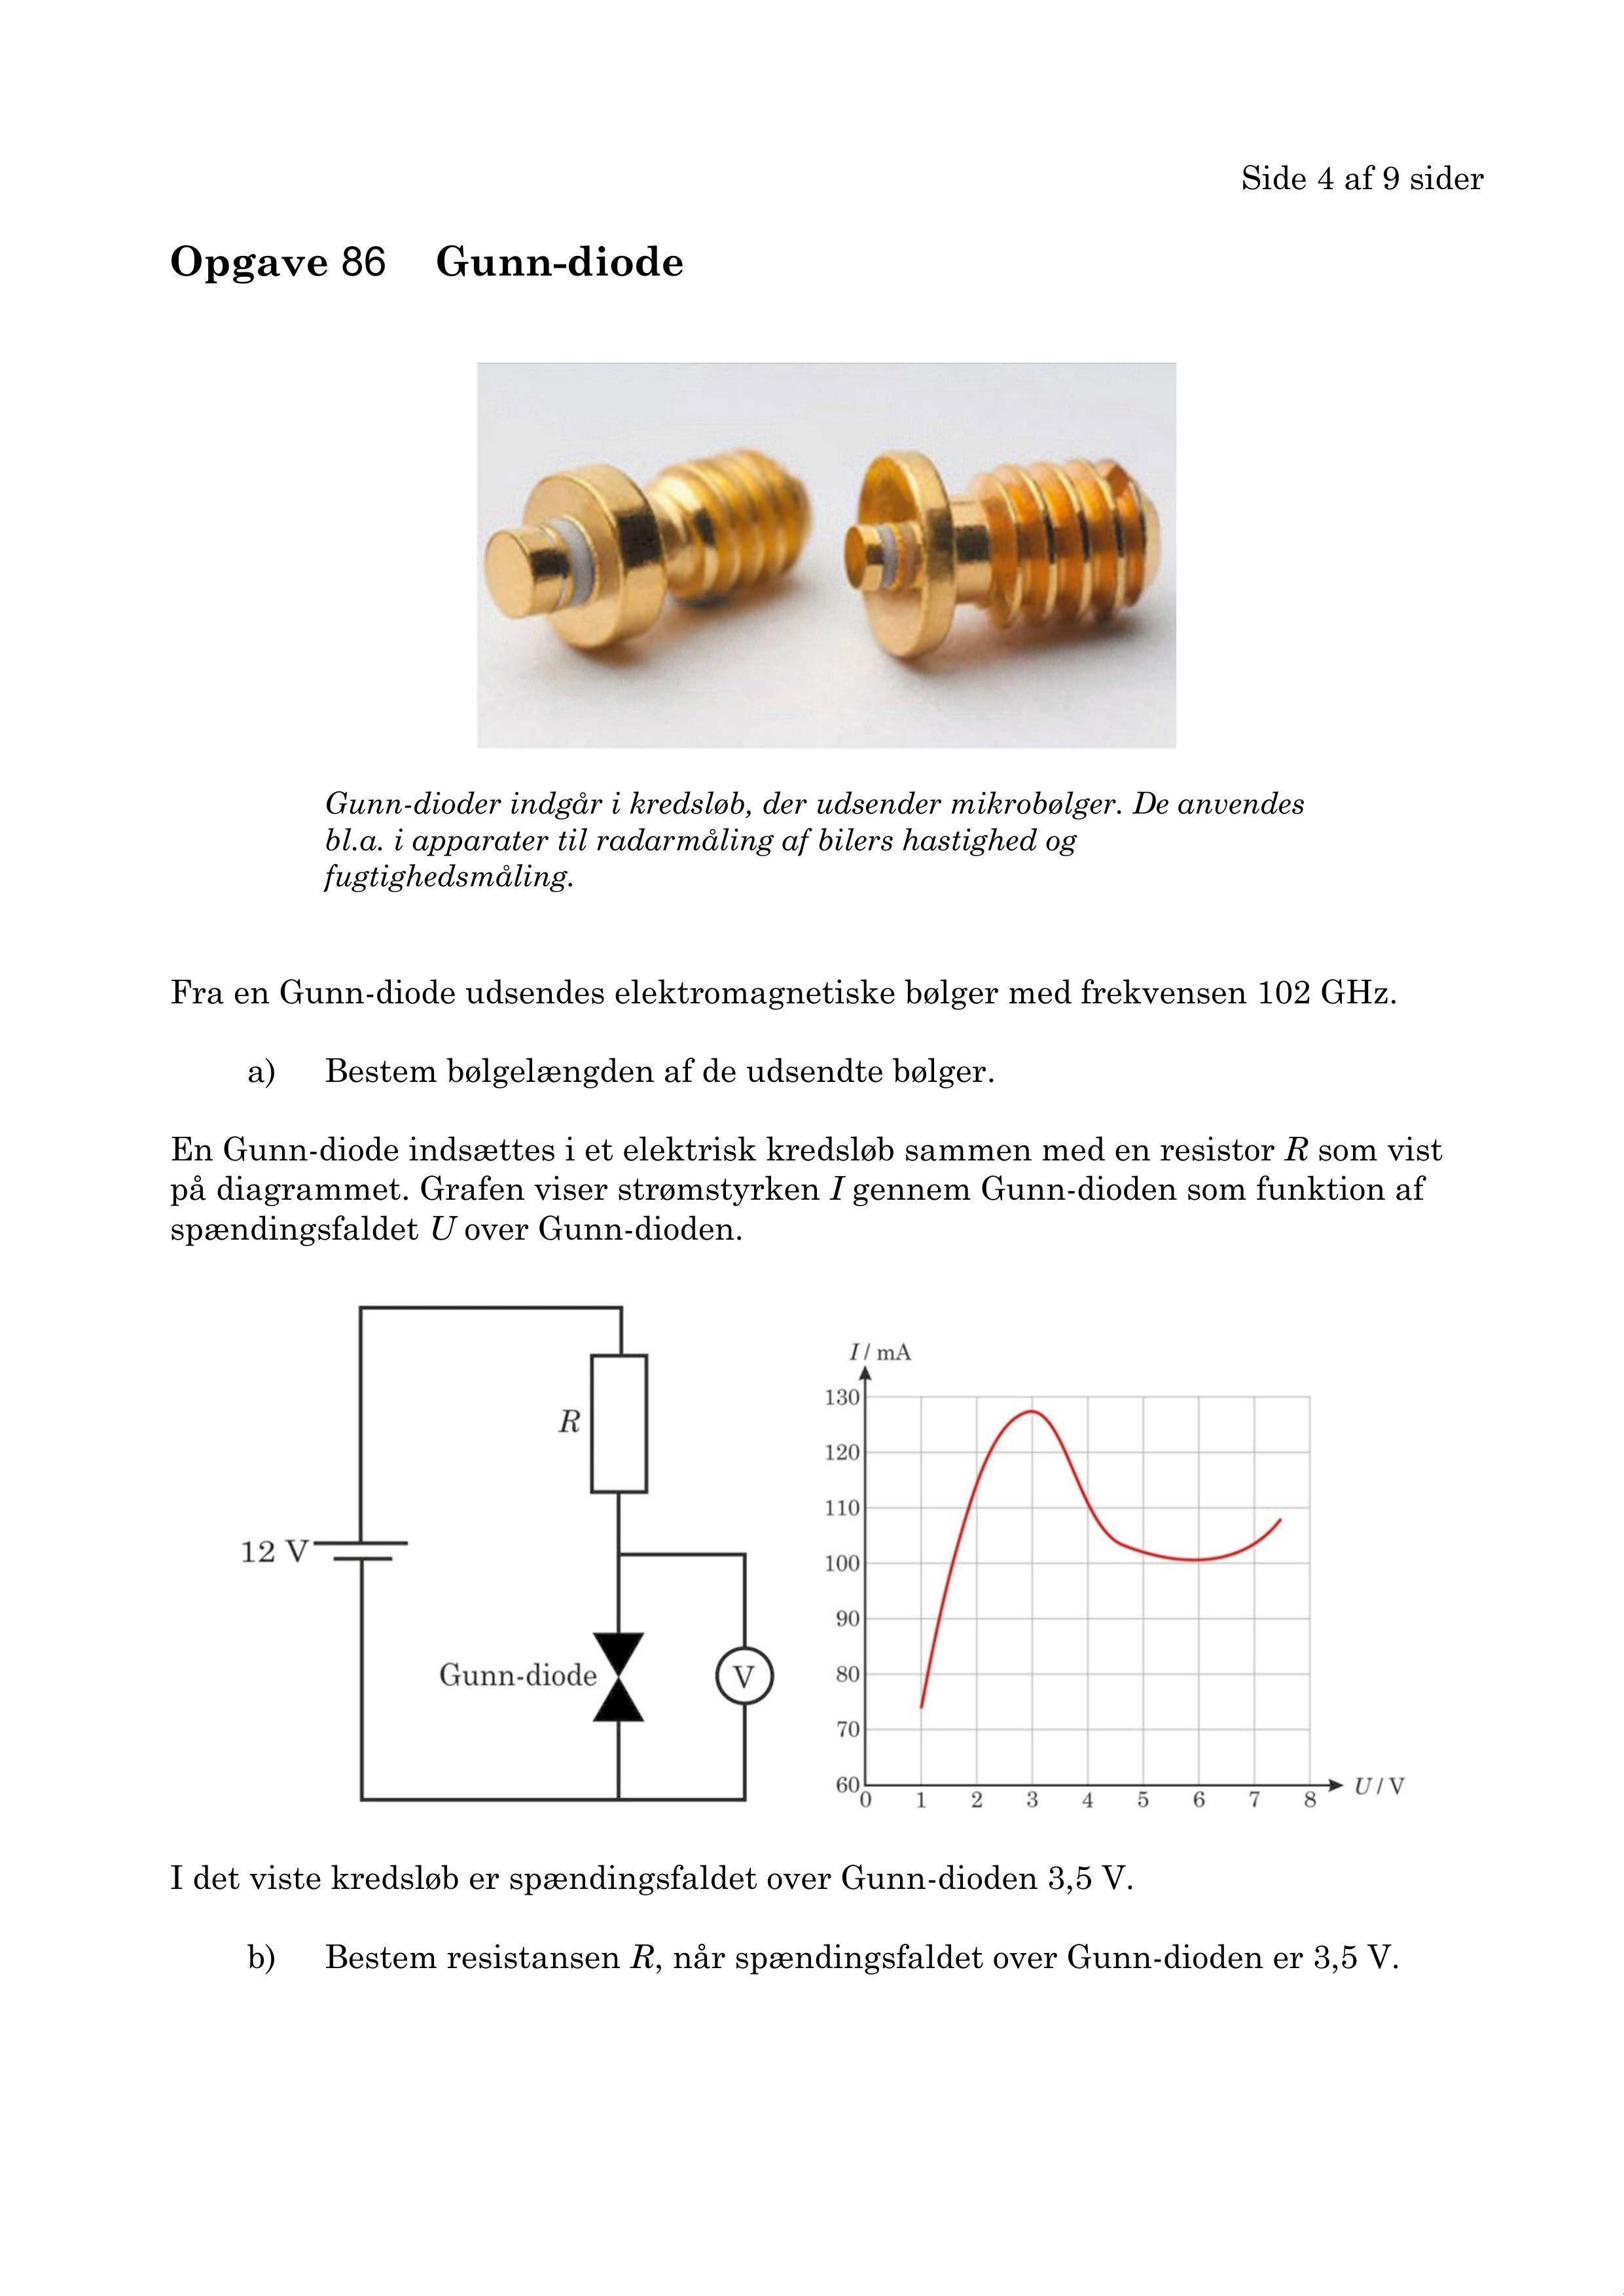 Side 4 af 9 sider
Opgave 86 Gunn-diode
Gunn-dioder indgår i kredsløb, der udsender mikrobølger. De anvendes
bl.a. i apparater til radarmåling af bilers hastighed og
fugtighedsmåling.
Fra en Gunn-diode udsendes elektromagnetiske bølger med frekvensen 102 GHz.
a) Bestem bølgelængden af de udsendte bølger.
En Gunn-diode indsættes i et elektrisk kredsløb sammen med en resistor R som vist
på diagrammet. Grafen viser strømstyrken I gennem Gunn-dioden som funktion af
spændingsfaldet U over Gunn-dioden.
R
12 V
Gunn-diode
V
I / mA
130
120
110
100
90
80
70
60
0 1 2 3 4 5 6 7 8
U / V
I det viste kredsløb er spændingsfaldet over Gunn-dioden 3,5 V.
b) Bestem resistansen R, når spændingsfaldet over Gunn-dioden er 3,5 V.